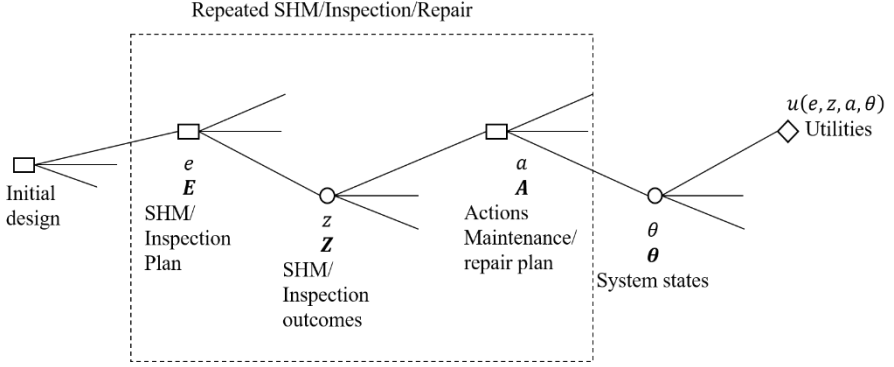 Repeated SHM/Inspection/Repair
Initial
design
e
E
SHM/
Inspection
Plan
z
Z
SHM/
Inspection
outcomes
a
A
Actions
Maintenance/
repair plan
θ
θ
System states
u(e, z, a, θ)
Utilities